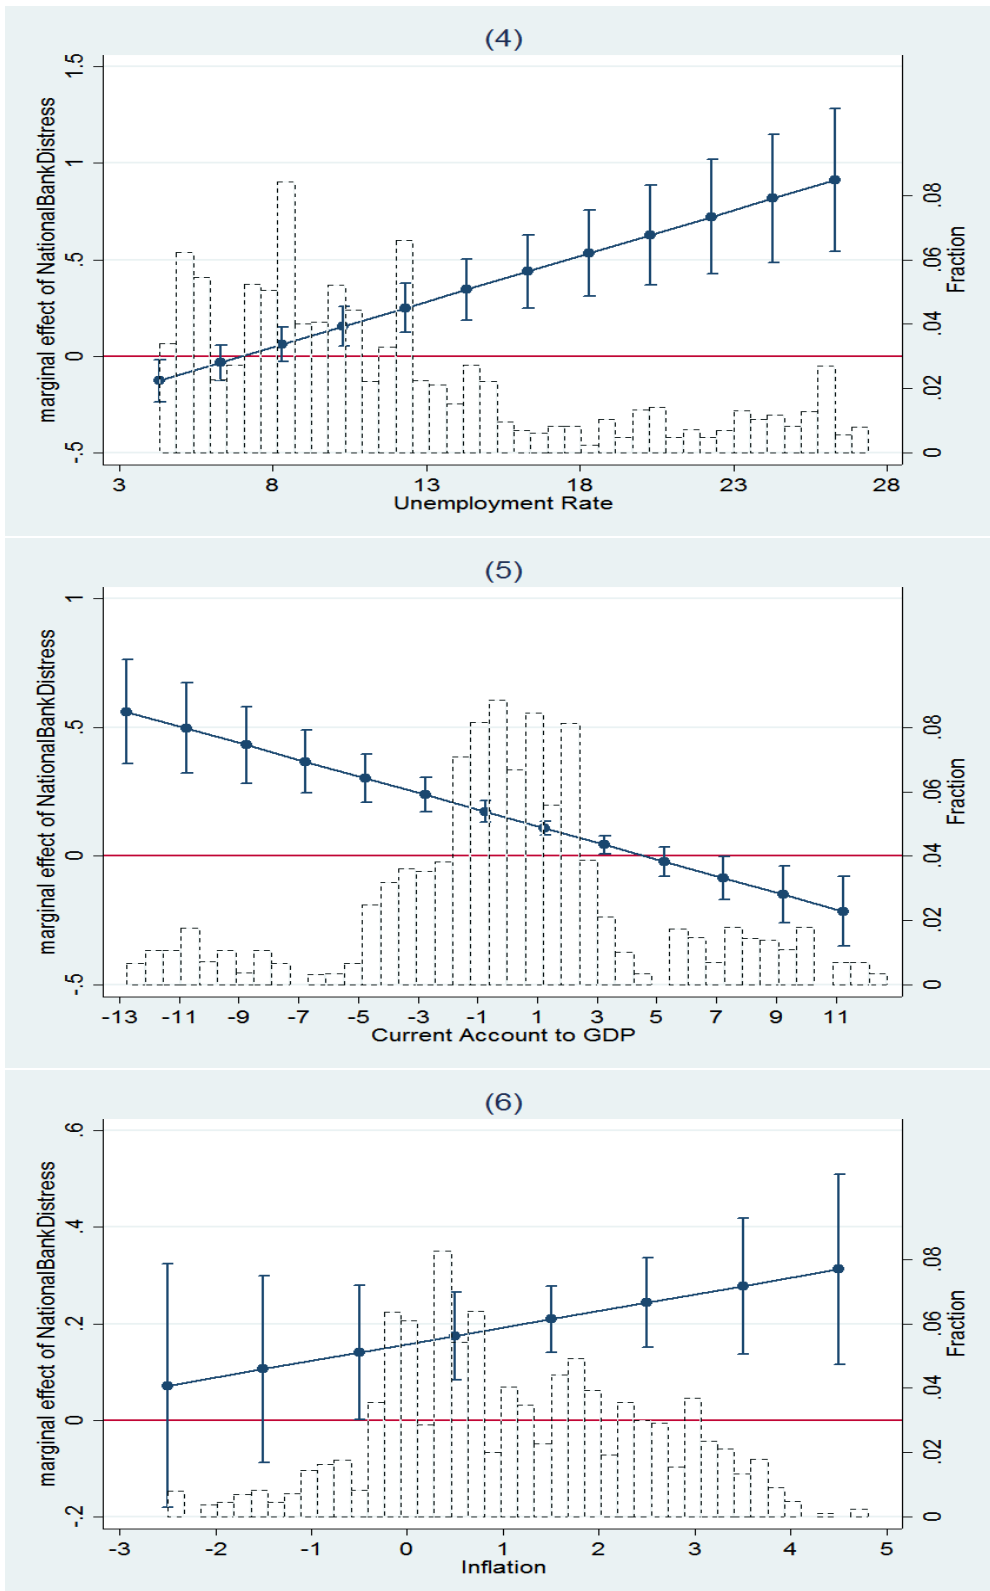 (4)
marginal effect of NationalBankDistress
1.5
1
.5
0
-.5
.08
.06
.04
.02
0
Fraction
3 8 13 18 23 28
Unemployment Rate
(5)
marginal effect of NationalBankDistress
1
.5
0
-.5
.08
.06
.04
.02
0
Fraction
-13 -11 -9 -7 -5 -3 -1 1 3 5 7 9 11
Current Account to GDP
(6)
marginal effect of NationalBankDistress
.6
.4
.2
0
-.2
.08
.06
.04
.02
0
Fraction
-3 -2 -1 0 1 2 3 4 5
Inflation